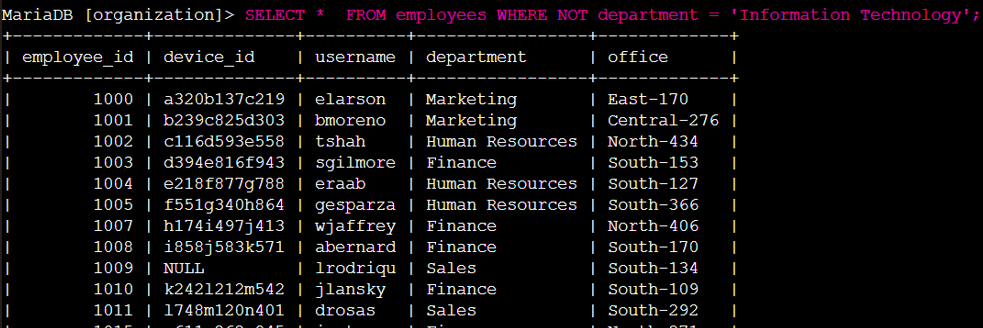 MariaDB [organization]> SELECT *  FROM employees WHERE NOT department = 'Information Technology';
+-------------+--------------+----------+-----------------+-------------+
| employee_id | device_id    | username | department      | office      |
+-------------+--------------+----------+-----------------+-------------+
|        1000 | a320b137c219 | elarson  | Marketing       | East-170    |
|        1001 | b239c825d303 | bmoreno  | Marketing       | Central-276 |
|        1002 | c116d593e558 | tshah    | Human Resources | North-434   |
|        1003 | d394e816f943 | sgilmore | Finance         | South-153   |
|        1004 | e218f877g788 | eraab    | Human Resources | South-127   |
|        1005 | f551g340h864 | gesparza | Human Resources | South-366   |
|        1007 | h174i497j413 | wjaffrey | Finance         | North-406   |
|        1008 | i858j583k571 | abernard | Finance         | South-170   |
|        1009 | NULL         | lrodriqu | Sales           | South-134   |
|        1010 | k242l212m542 | jlansky  | Finance         | South-109   |
|        1011 | l748m120n401 | drosas   | Sales           | South-292   |